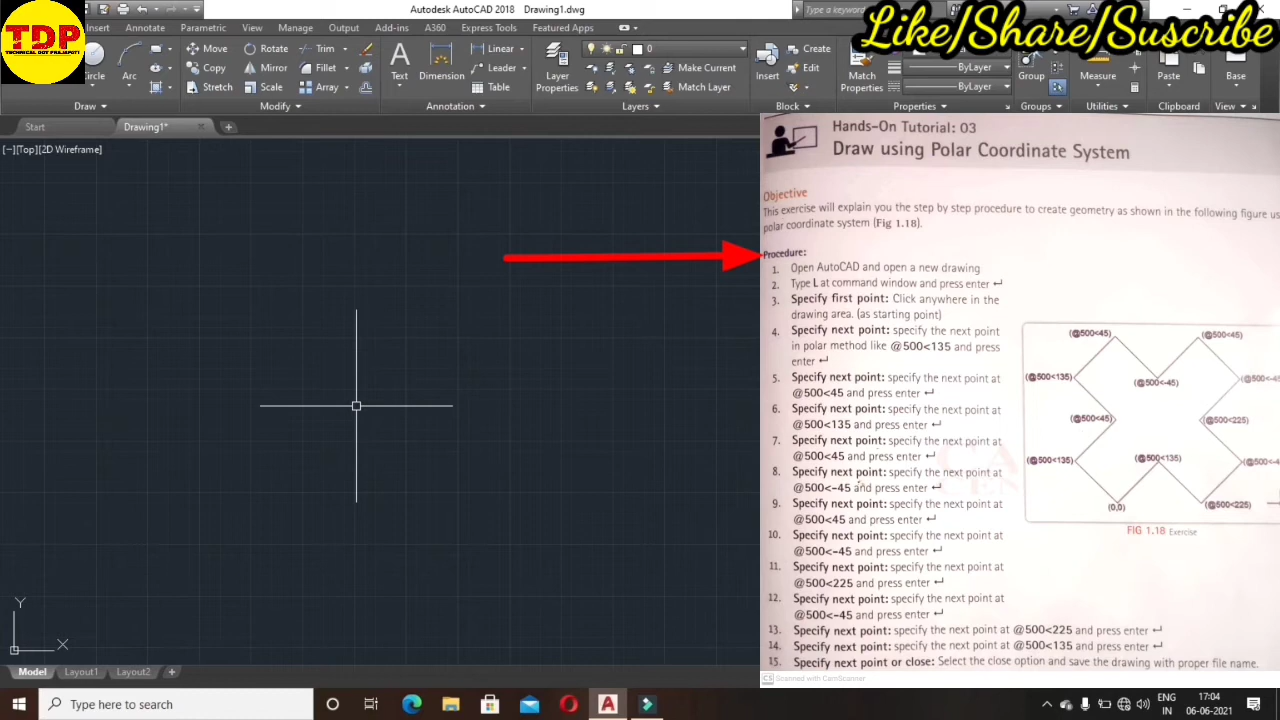 Autodesk AutoCAD 2018 Drawing1.dwg
Type a keyword
Like/Share/Suscribe
TDP
TECHNICAL DOT PRAJAPOTI
Insert Annotate Parametric View Manage Output Add-ins A360 Express Tools Featured Apps
Circle Arc
Move Rotate Trim
Copy Mirror Fillet
Stretch Scale Array
Text Dimension
Linear
Leader
Table
Layer
Properties
0
Make Current
Match Layer
Insert
Create
Edit
Match
Properties
ByLayer
ByLayer
Group
Measure
Paste
Base
Draw Modify Annotation Layers Block Properties Groups Utilities Clipboard View
Start Drawing1*
[−][Top][2D Wireframe]
Hands-On Tutorial: 03
Draw using Polar Coordinate System
Objective
This exercise will explain you the step by step procedure to create geometry as shown in the following figure us
polar coordinate system (Fig 1.18).
Procedure:
1. Open AutoCAD and open a new drawing
2. Type L at command window and press enter ↵
3. Specify first point: Click anywhere in the
drawing area. (as starting point)
4. Specify next point: specify the next point
in polar method like @500<135 and press
enter ↵
5. Specify next point: specify the next point at
@500<45 and press enter ↵
6. Specify next point: specify the next point at
@500<135 and press enter ↵
7. Specify next point: specify the next point at
@500<45 and press enter ↵
8. Specify next point: specify the next point at
@500<-45 and press enter ↵
9. Specify next point: specify the next point at
@500<45 and press enter ↵
10. Specify next point: specify the next point at
@500<-45 and press enter ↵
11. Specify next point: specify the next point at
@500<225 and press enter ↵
12. Specify next point: specify the next point at
@500<-45 and press enter ↵
13. Specify next point: specify the next point at @500<225 and press enter ↵
14. Specify next point: specify the next point at @500<135 and press enter ↵
15. Specify next point or close: Select the close option and save the drawing with proper file name.
(@500<45) (@500<45)
(@500<135) (@500<-45) (@500<-45
(@500<45) (@500<225)
(@500<135) (@500<135) (@500<-4
(0,0) (@500<225)
FIG 1.18 Exercise
CS Scanned with CamScanner
Y
X
Model Layout1 Layout2
Type here to search
ENG
IN
17:04
06-06-2021